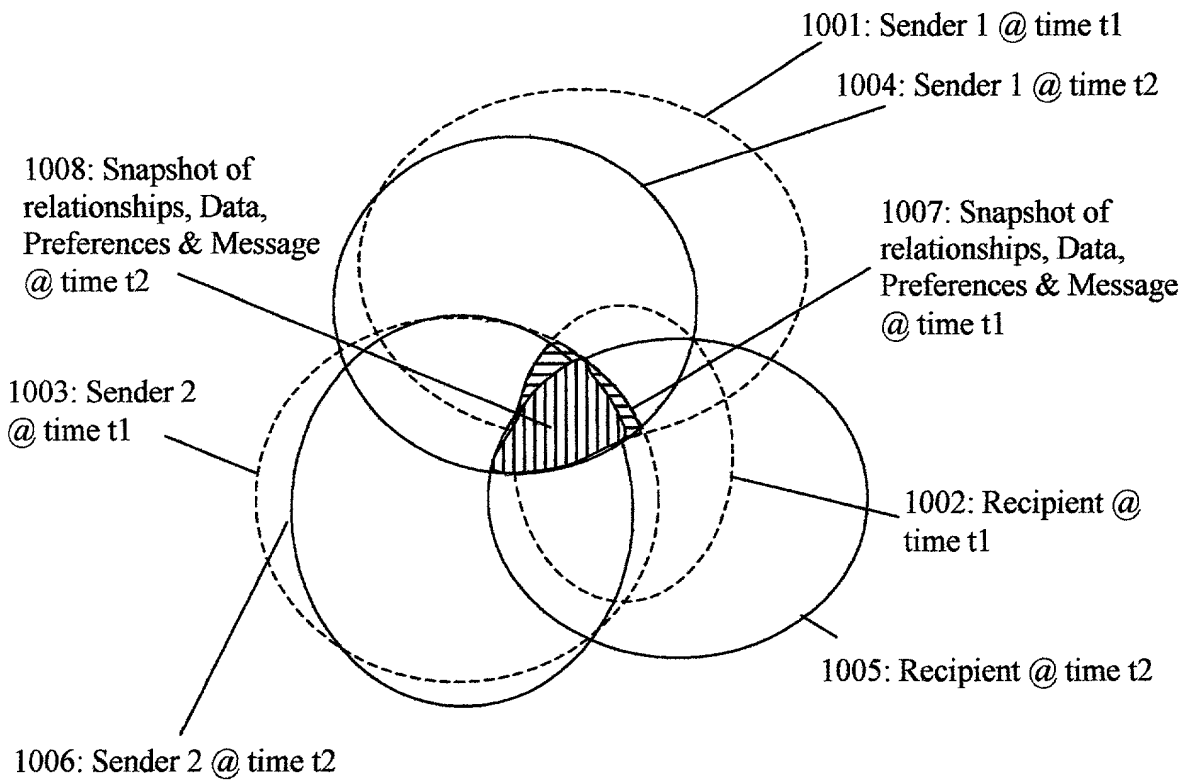 1001: Sender 1 @ time t1
1004: Sender 1 @ time t2
1008: Snapshot of
relationships, Data,
Preferences & Message
@ time t2
1007: Snapshot of
relationships, Data,
Preferences & Message
@ time t1
1003: Sender 2
@ time t1
1002: Recipient @
time t1
1005: Recipient @ time t2
1006: Sender 2 @ time t2